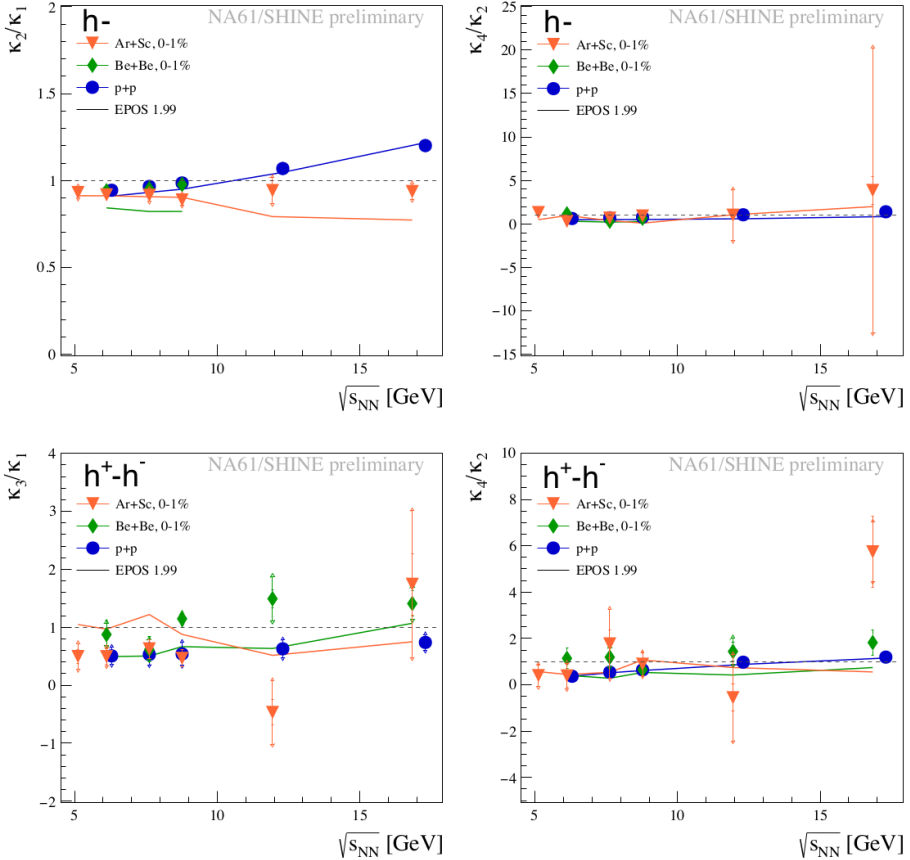 κ2/κ1
h-
NA61/SHINE preliminary
Ar+Sc, 0-1%
Be+Be, 0-1%
p+p
EPOS 1.99
2
1.5
1
0.5
0
5
10
15
√sNN [GeV]
κ4/κ2
h-
NA61/SHINE preliminary
Ar+Sc, 0-1%
Be+Be, 0-1%
p+p
EPOS 1.99
25
20
15
10
5
0
−5
−10
−15
5
10
15
√sNN [GeV]
κ3/κ1
h+-h-
NA61/SHINE preliminary
Ar+Sc, 0-1%
Be+Be, 0-1%
p+p
EPOS 1.99
4
3
2
1
0
−1
−2
5
10
15
√sNN [GeV]
κ4/κ2
h+-h-
NA61/SHINE preliminary
Ar+Sc, 0-1%
Be+Be, 0-1%
p+p
EPOS 1.99
10
8
6
4
2
0
−2
−4
5
10
15
√sNN [GeV]